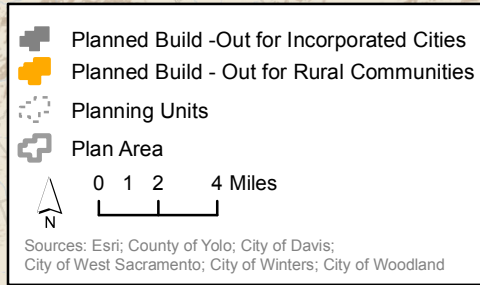 Planned Build -Out for Incorporated Cities
Planned Build - Out for Rural Communities
Planning Units
Plan Area
0 1 2 4 Miles
N
Sources: Esri; County of Yolo; City of Davis;
City of West Sacramento; City of Winters; City of Woodland